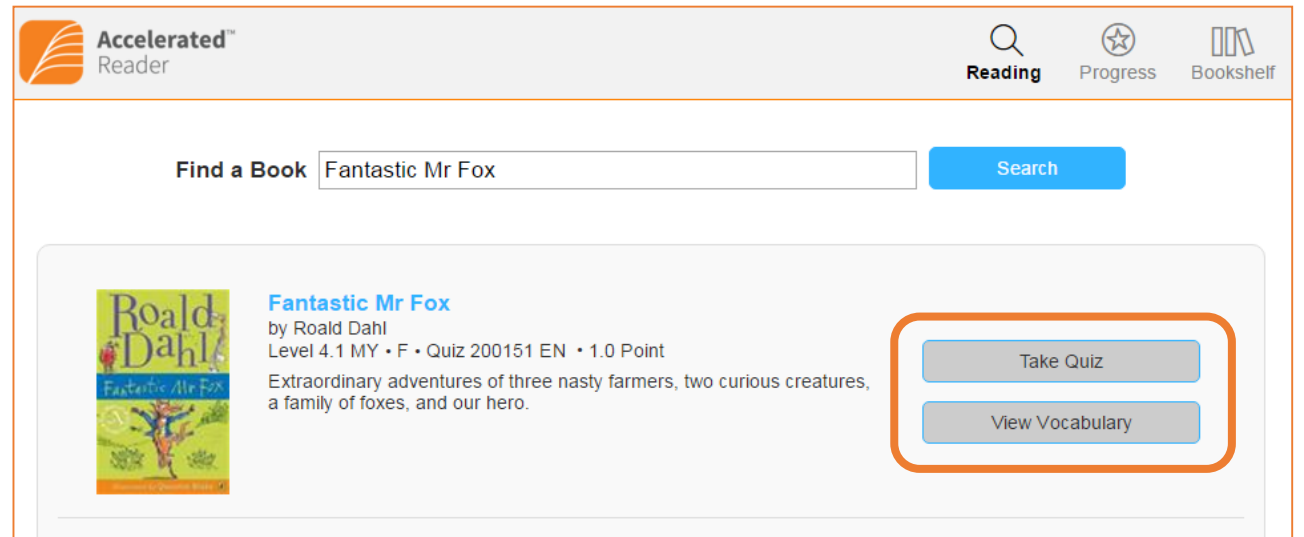 Accelerated™
Reader
Reading
Progress
Bookshelf
Find a Book
Fantastic Mr Fox
Search
Roald
Dahl
Fantastic Mr Fox
Fantastic Mr Fox
by Roald Dahl
Level 4.1 MY • F • Quiz 200151 EN • 1.0 Point
Extraordinary adventures of three nasty farmers, two curious creatures,
a family of foxes, and our hero.
Take Quiz
View Vocabulary